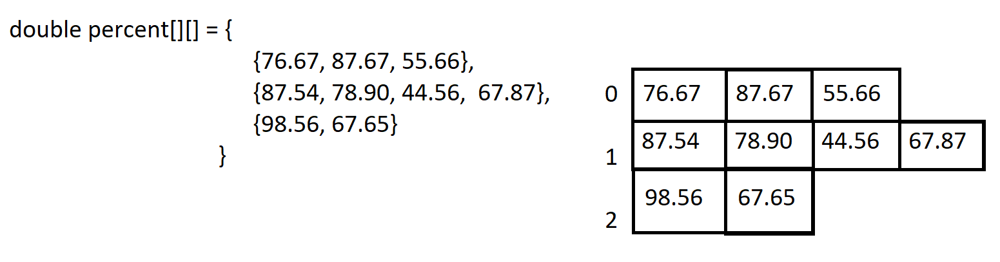 double percent[][] = {
{76.67, 87.67, 55.66},
{87.54, 78.90, 44.56,  67.87},
{98.56, 67.65}
}
0 76.67 87.67 55.66
1 87.54 78.90 44.56 67.87
2 98.56 67.65